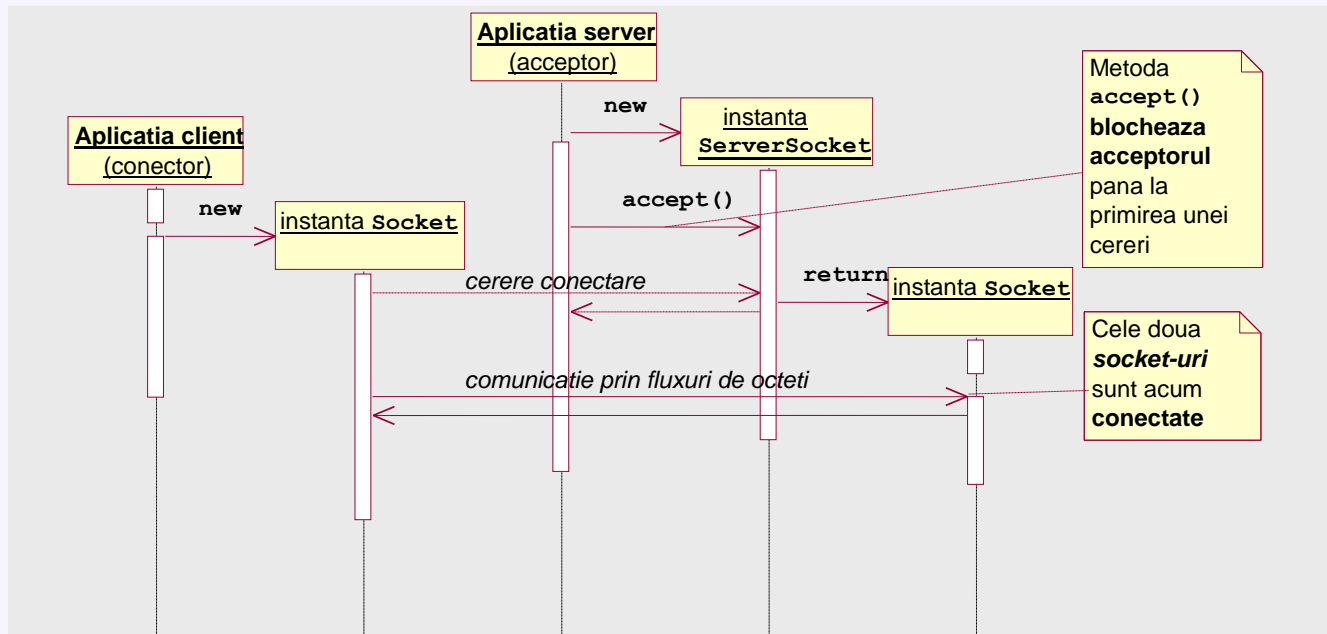 Aplicatia server
(acceptor)
new
instanta
ServerSocket
Metoda
accept()
blocheaza
acceptorul
pana la
primirea unei
cereri
Aplicatia client
(conector)
new
instanta Socket
accept()
cerere conectare
return
instanta Socket
Cele doua
socket-uri
sunt acum
conectate
comunicatie prin fluxuri de octeti